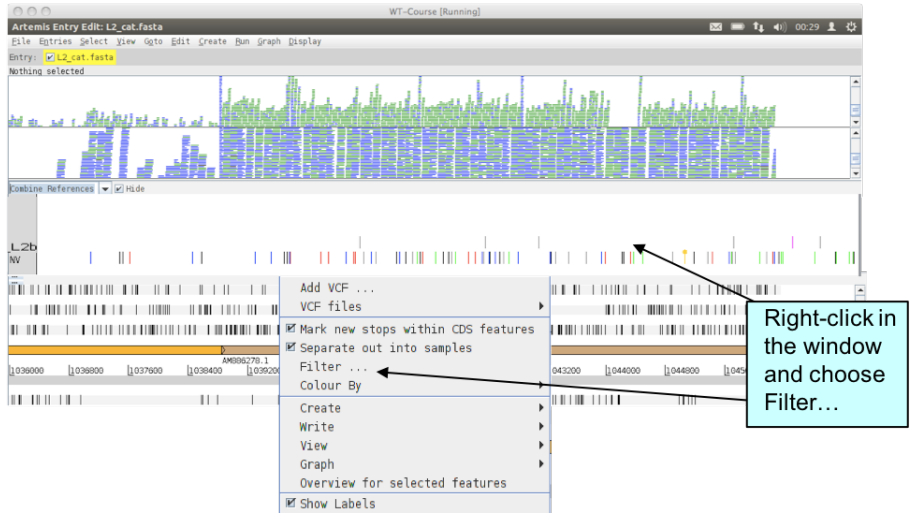 WT-Course [Running]
Artemis Entry Edit: L2_cat.fasta
00:29
File Entries Select View Goto Edit Create Run Graph Display
Entry: L2_cat.fasta
Nothing selected
Combine References Hide
L2b
NV
Add VCF ...
VCF files
Mark new stops within CDS features
Separate out into samples
Filter ...
Colour By
Create
Write
View
Graph
Overview for selected features
Show Labels
AM886278.1
1036000 1036800 1037600 1038400 103920 043200 1044000 1044800 1045
Right-click in
the window
and choose
Filter...